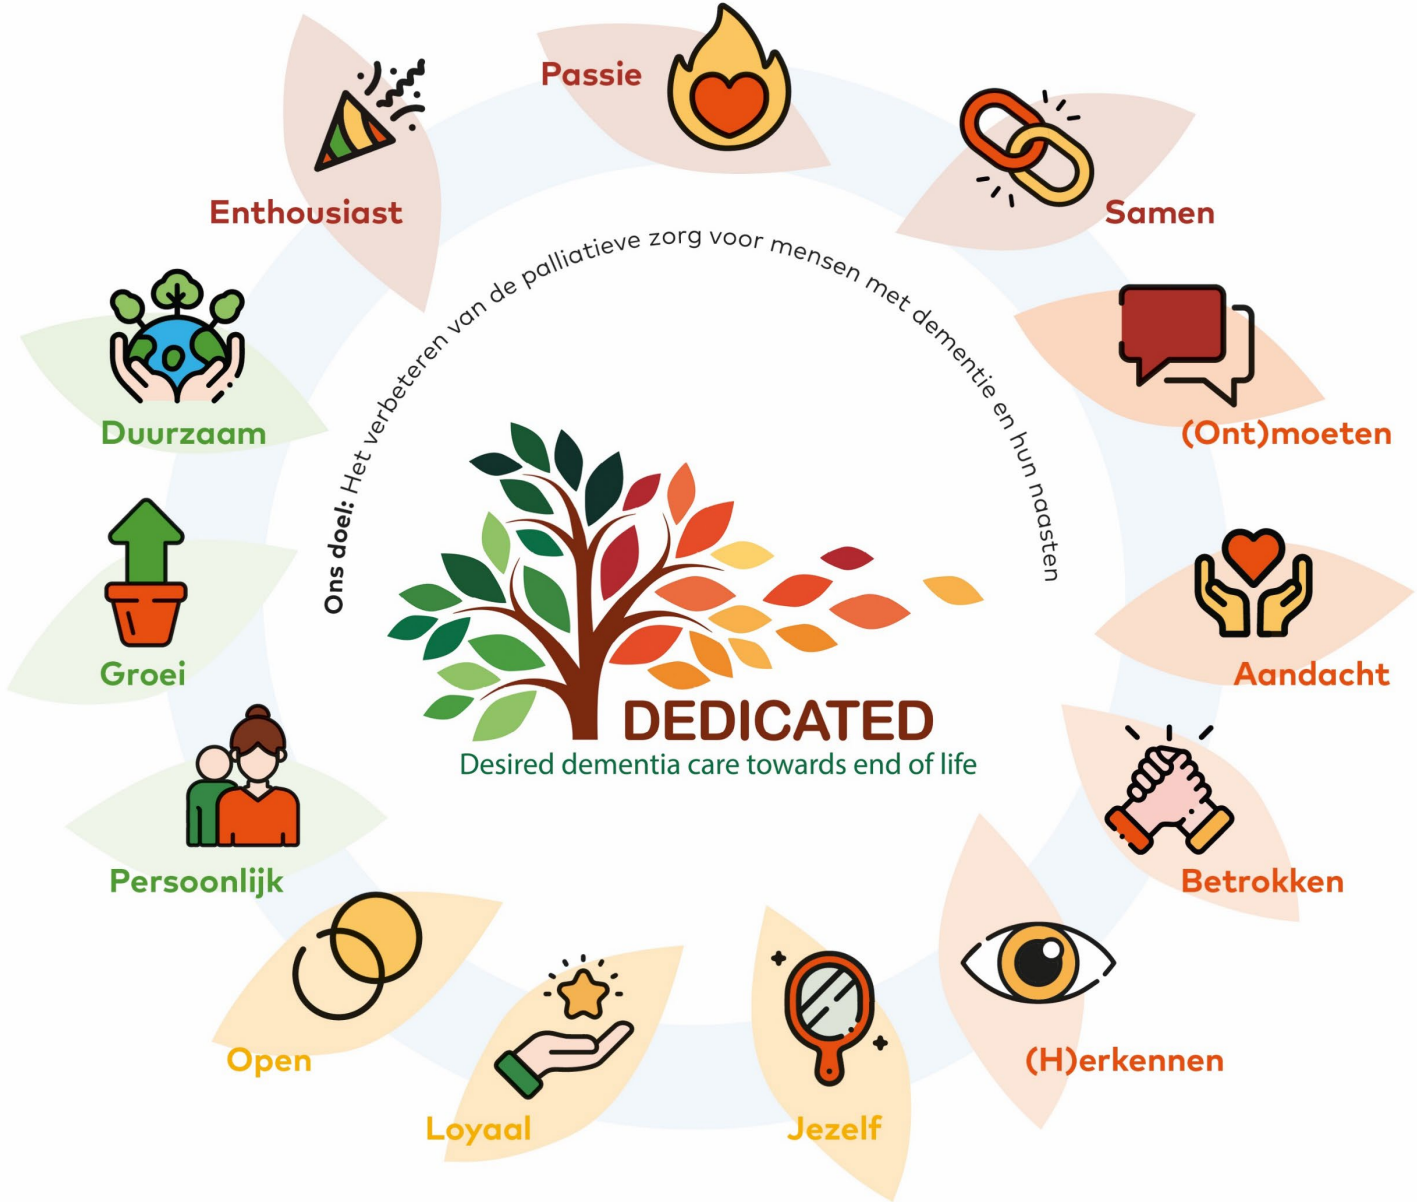 Passie
Samen
(Ont)moeten
Aandacht
Betrokken
(H)erkennen
Jezelf
Loyaal
Open
Persoonlijk
Groei
Duurzaam
Enthousiast
Ons doel: Het verbeteren van de palliatieve zorg voor mensen met dementie en hun naasten
DEDICATED
Desired dementia care towards end of life